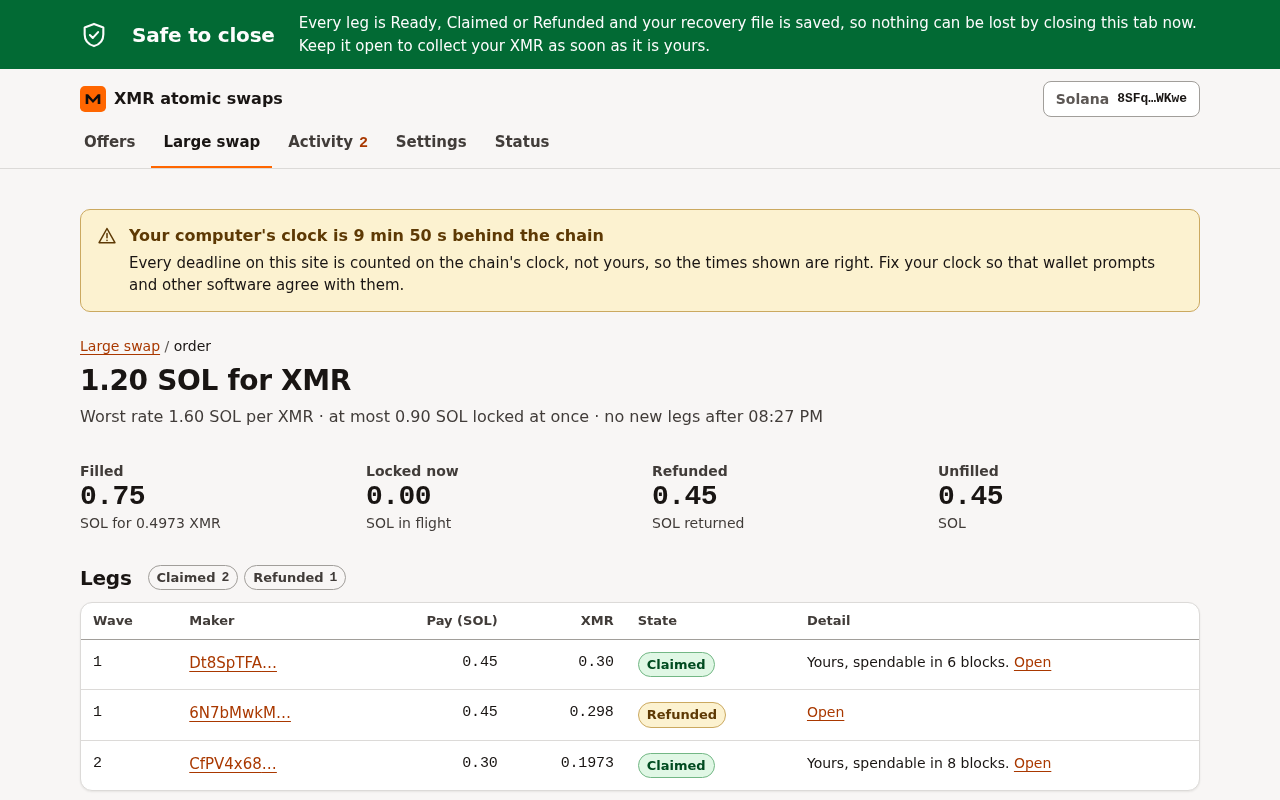 Safe to close
Every leg is Ready, Claimed or Refunded and your recovery file is saved, so nothing can be lost by closing this tab now.
Keep it open to collect your XMR as soon as it is yours.
XMR atomic swaps
Solana 8SFq…WKwe
Offers Large swap Activity 2 Settings Status
Your computer's clock is 9 min 50 s behind the chain
Every deadline on this site is counted on the chain's clock, not yours, so the times shown are right. Fix your clock so that wallet prompts
and other software agree with them.
Large swap / order
1.20 SOL for XMR
Worst rate 1.60 SOL per XMR · at most 0.90 SOL locked at once · no new legs after 08:27 PM
Filled Locked now Refunded Unfilled
0.75 0.00 0.45 0.45
SOL for 0.4973 XMR SOL in flight SOL returned SOL
Legs Claimed 2 Refunded 1
Wave Maker Pay (SOL) XMR State Detail
1 Dt8SpTFA… 0.45 0.30 Claimed Yours, spendable in 6 blocks. Open
1 6N7bMwkM… 0.45 0.298 Refunded Open
2 CfPV4x68… 0.30 0.1973 Claimed Yours, spendable in 8 blocks. Open